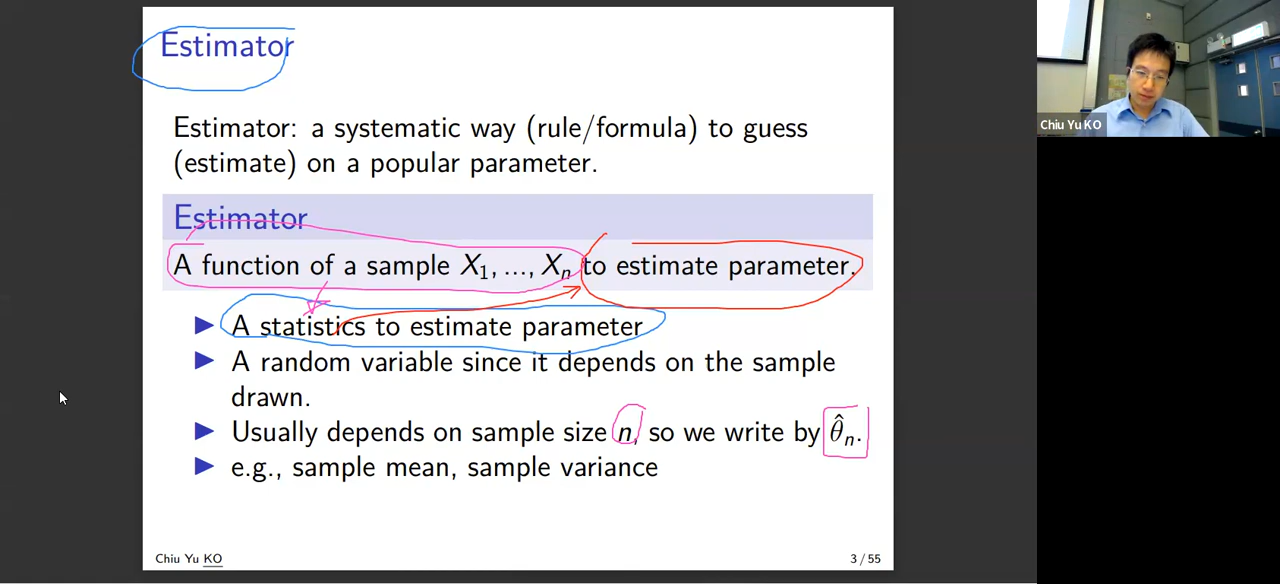 Estimator
Estimator: a systematic way (rule/formula) to guess
(estimate) on a popular parameter.
Estimator
A function of a sample X₁, ..., Xₙ to estimate parameter.
▶ A statistics to estimate parameter
▶ A random variable since it depends on the sample
drawn.
▶ Usually depends on sample size n, so we write by θ̂ₙ.
▶ e.g., sample mean, sample variance
Chiu Yu KO
3 / 55
Chiu Yu KO